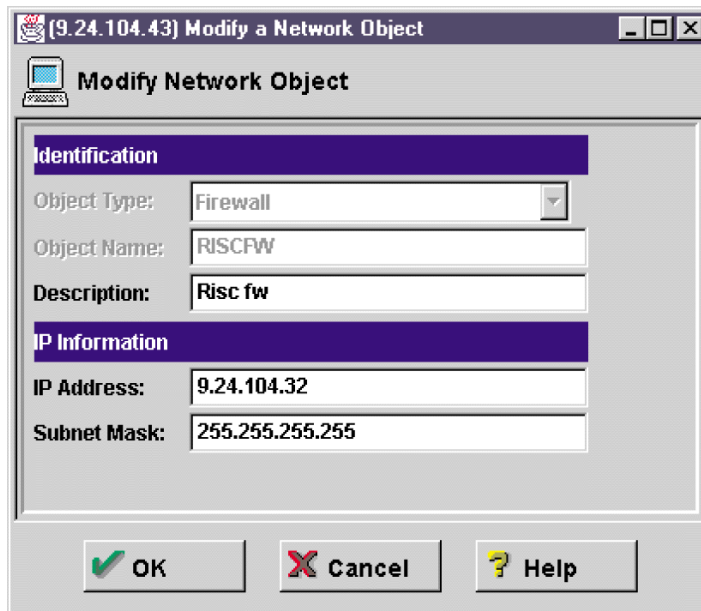 (9.24.104.43) Modify a Network Object
Modify Network Object
Identification
Object Type: Firewall
Object Name: RISCFW
Description: Risc fw
IP Information
IP Address: 9.24.104.32
Subnet Mask: 255.255.255.255
OK Cancel Help